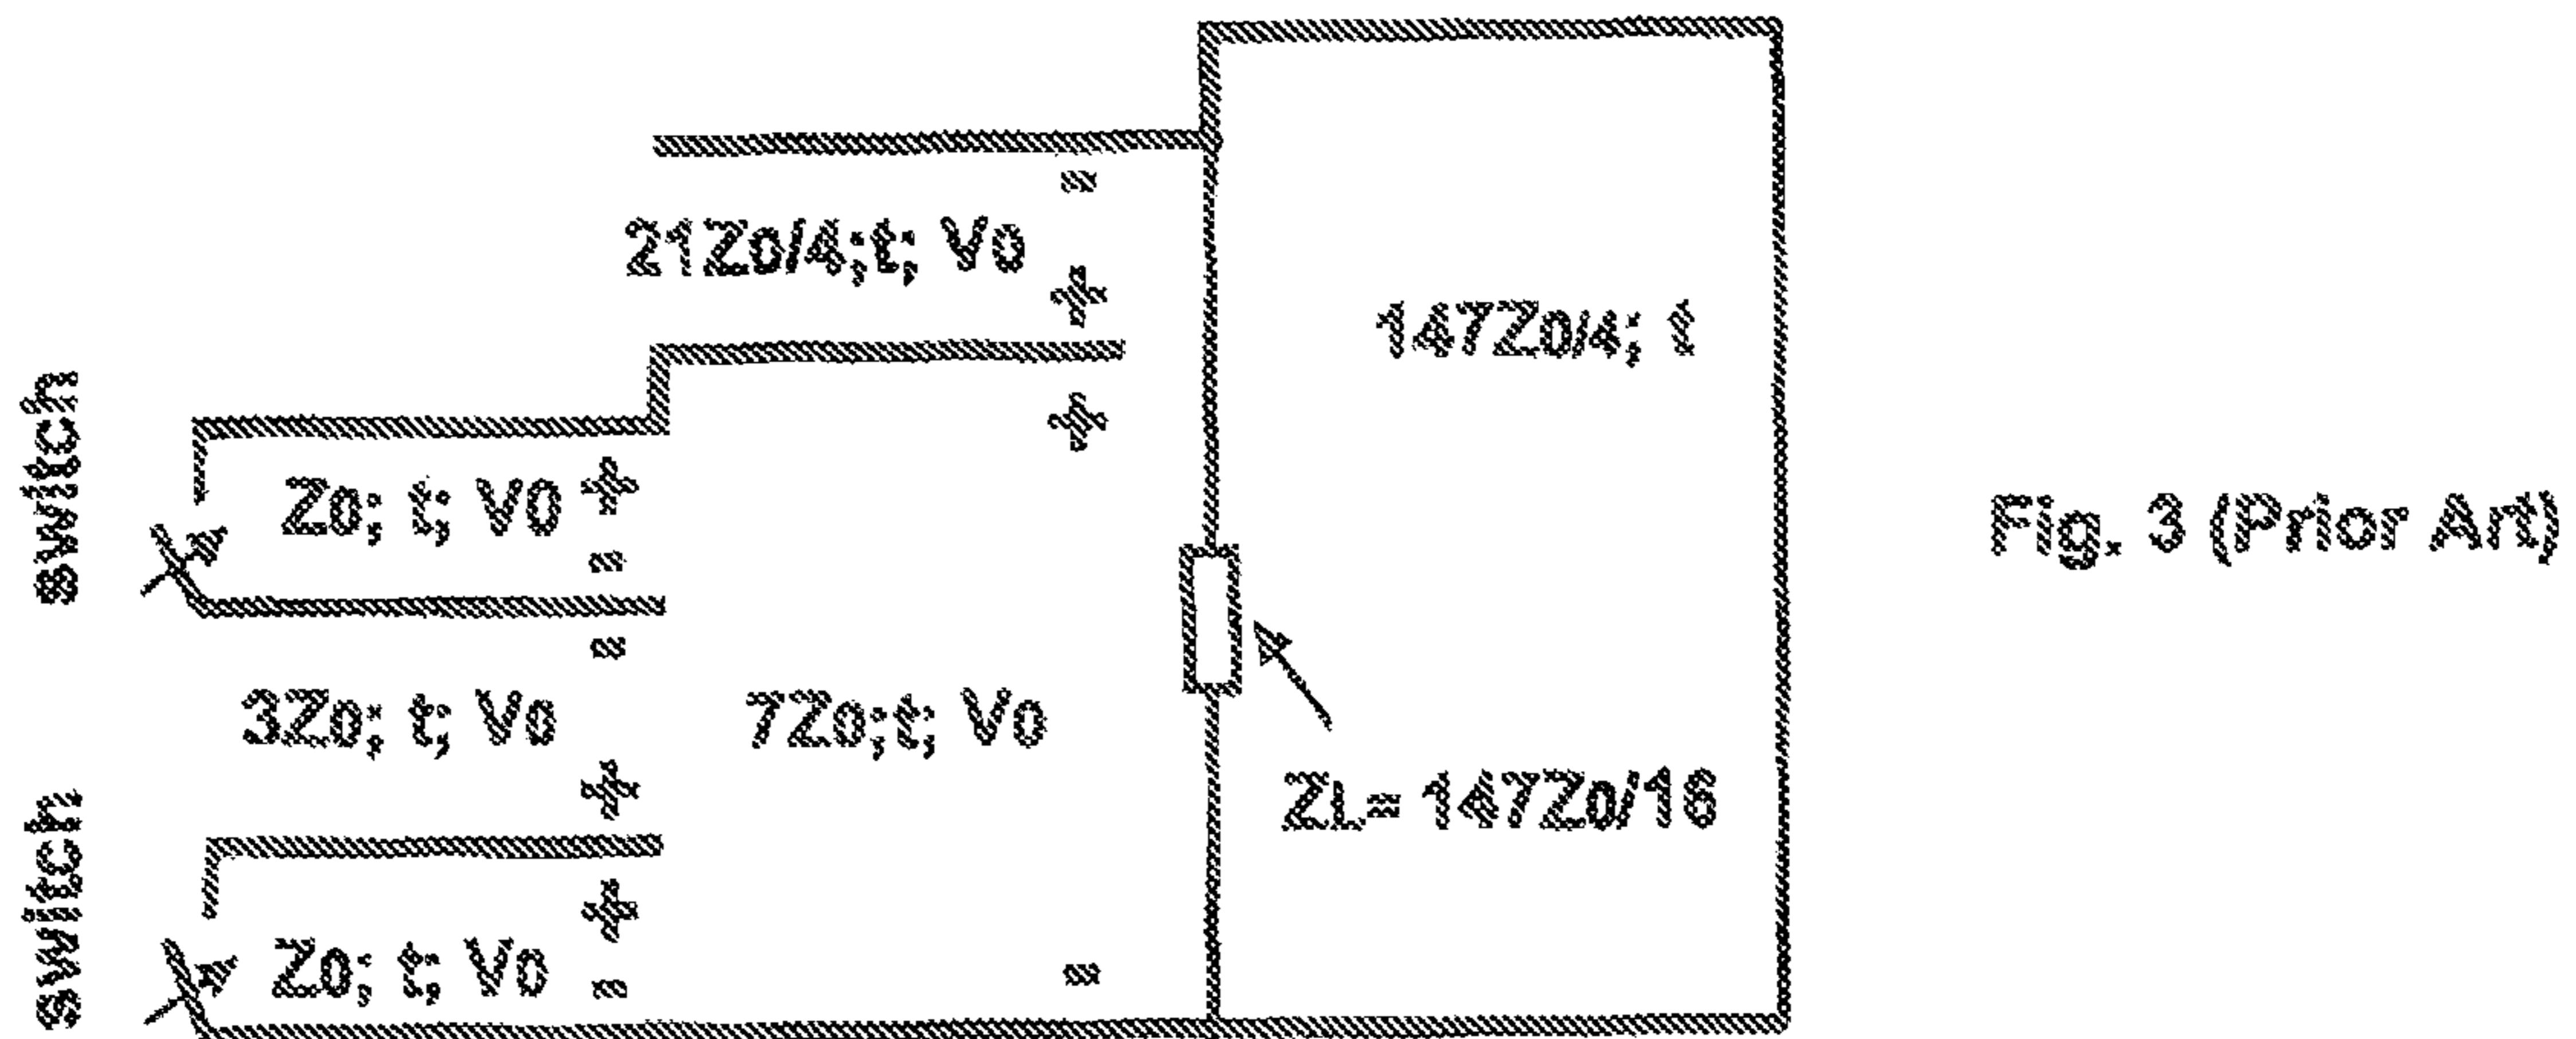 21Z0/4;t; V0
147Z0/4; t
switch
Z0; t; V0
Fig. 3 (Prior Art)
3Z0; t; V0
7Z0;t; V0
ZL= 147Z0/16
switch
Z0; t; V0